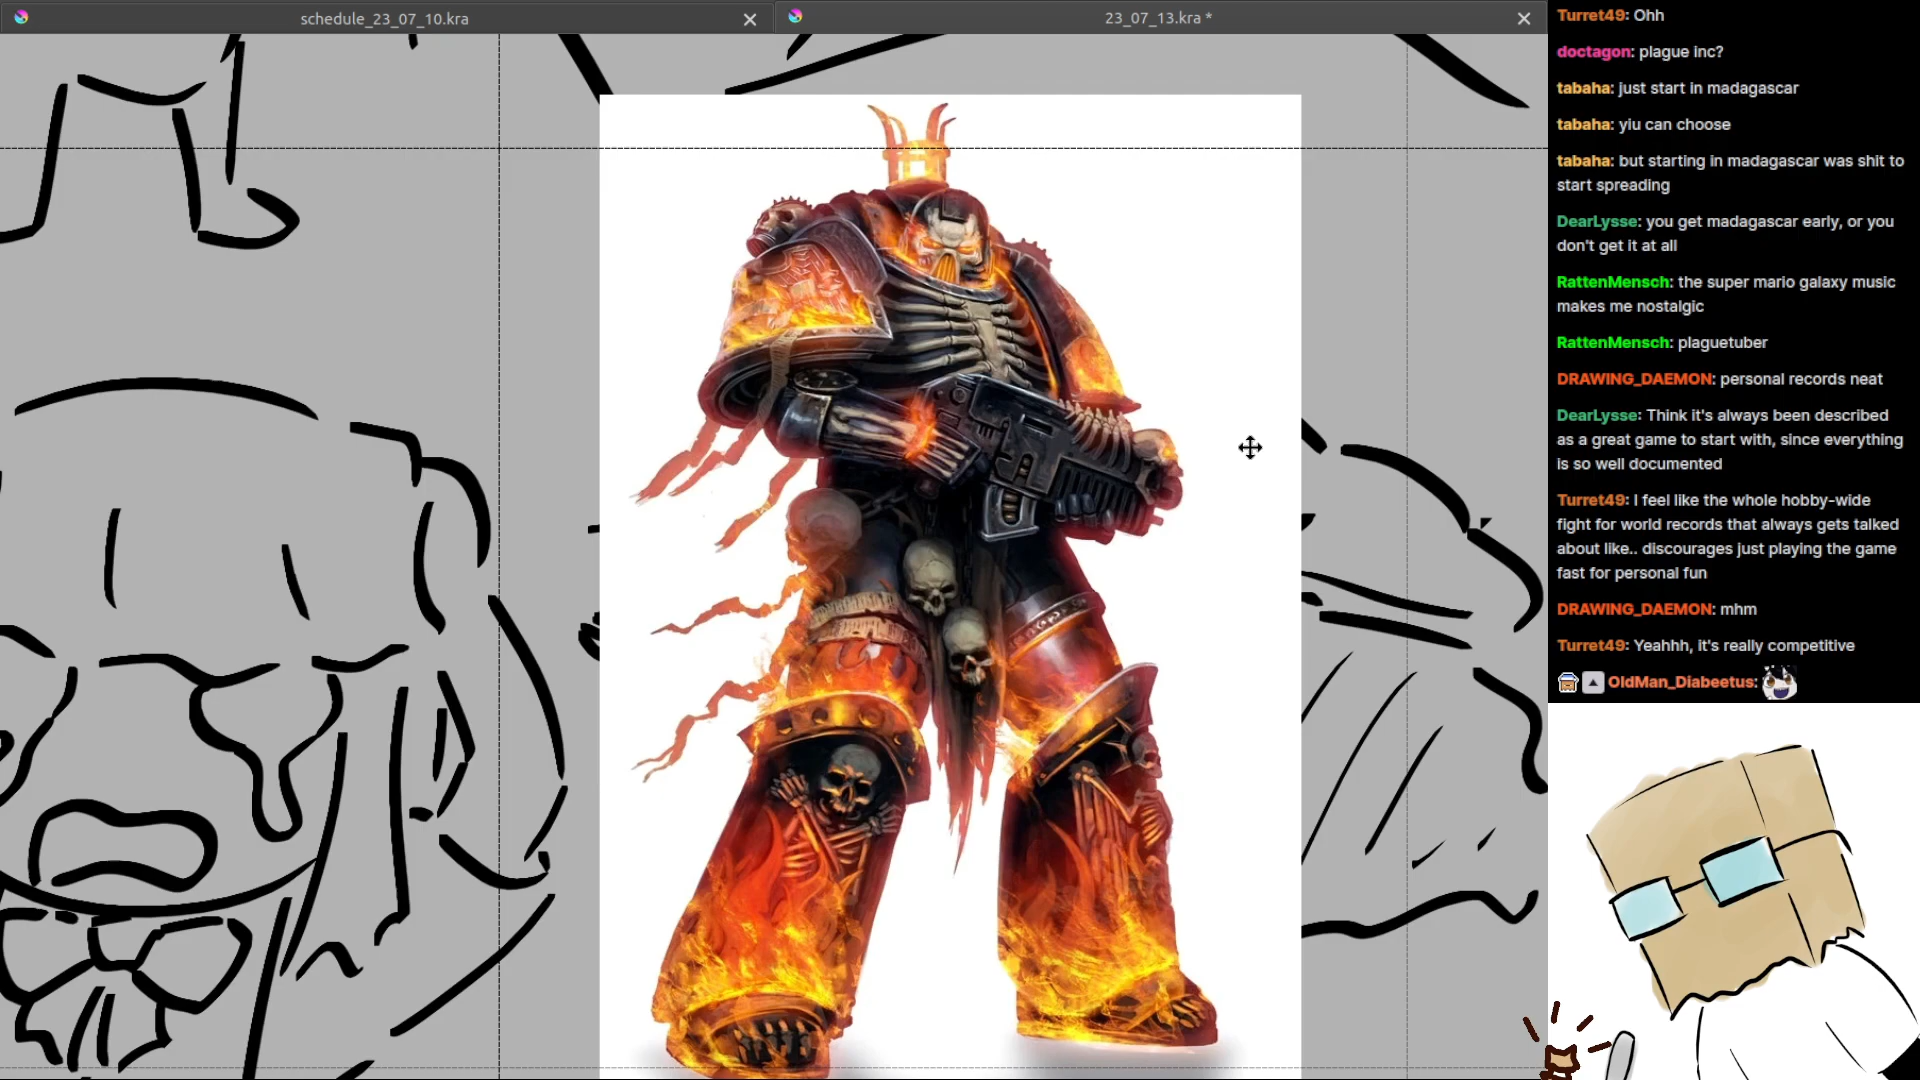 schedule_23_07_10.kra
23_07_13.kra *
Turret49: Ohh
doctagon: plague inc?
tabaha: just start in madagascar
tabaha: yiu can choose
tabaha: but starting in madagascar was shit to
start spreading
DearLysse: you get madagascar early, or you
don't get it at all
RattenMensch: the super mario galaxy music
makes me nostalgic
RattenMensch: plaguetuber
DRAWING_DAEMON: personal records neat
DearLysse: Think it's always been described
as a great game to start with, since everything
is so well documented
Turret49: I feel like the whole hobby-wide
fight for world records that always gets talked
about like.. discourages just playing the game
fast for personal fun
DRAWING_DAEMON: mhm
Turret49: Yeahhh, it's really competitive
OldMan_Diabeetus: